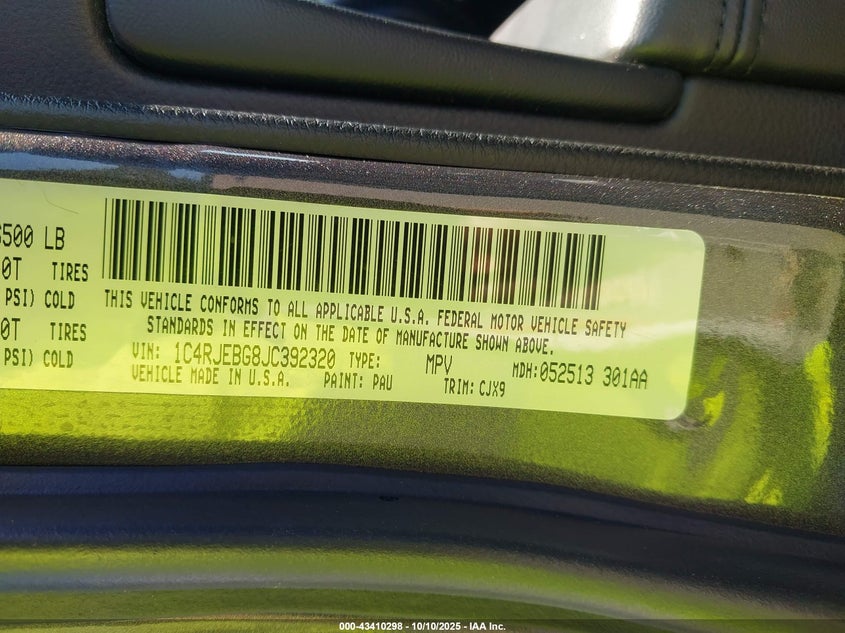 6500 LB
0T TIRES
PSI) COLD
0T TIRES
PSI) COLD
THIS VEHICLE CONFORMS TO ALL APPLICABLE U.S.A. FEDERAL MOTOR VEHICLE SAFETY
STANDARDS IN EFFECT ON THE DATE OF MANUFACTURE SHOWN ABOVE.
VIN: 1C4RJEBG8JC392320 TYPE: MPV MDH: 052513 301AA
VEHICLE MADE IN U.S.A. PAINT: PAU TRIM: CJX9
000-43410298 - 10/10/2025 - IAA Inc.